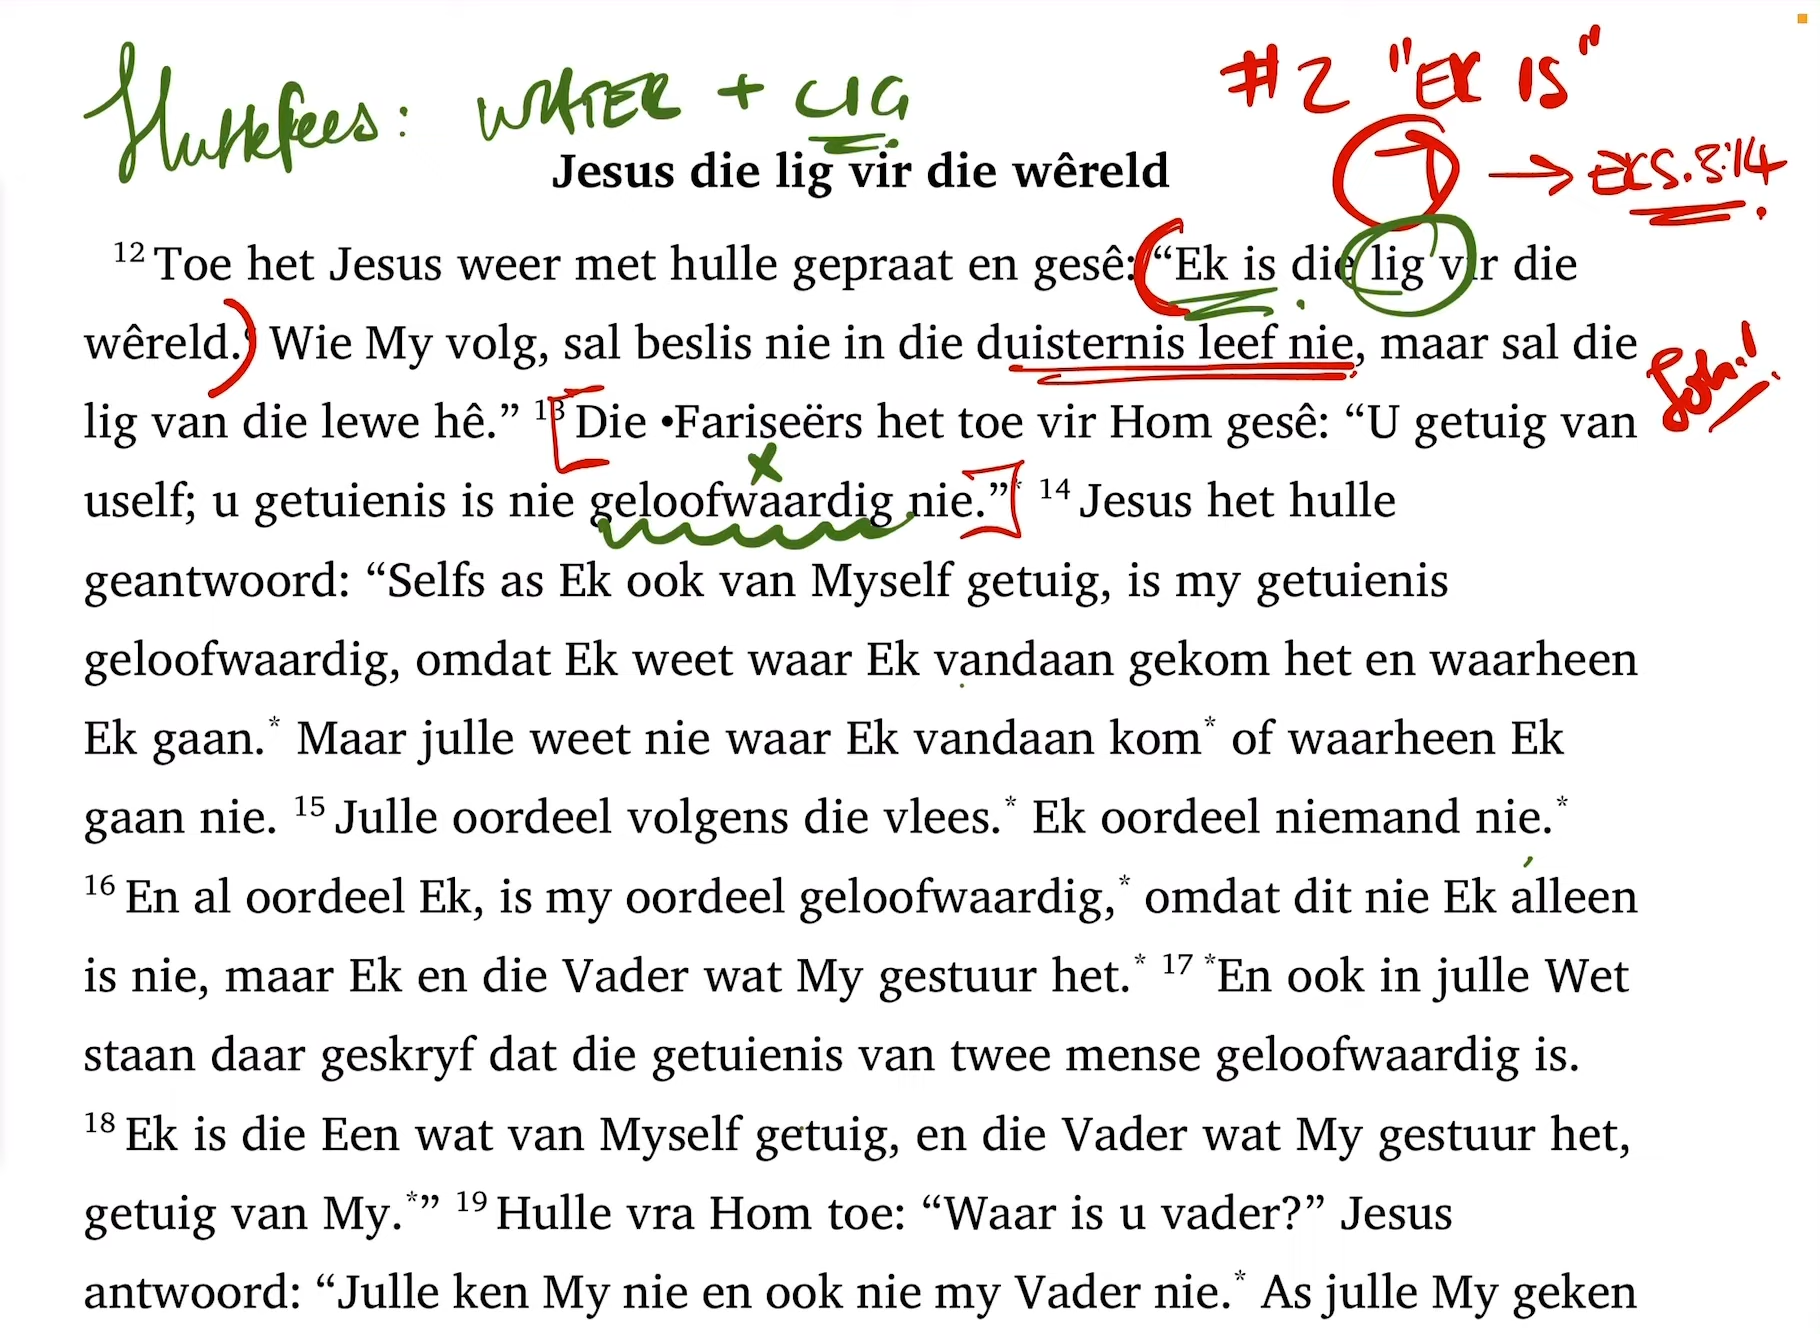 Huttefees: WATER + LIG
#2 "EK IS"
7 → EKS. 3:14
Jesus die lig vir die wêreld
12 Toe het Jesus weer met hulle gepraat en gesê: “Ek is die lig vir die
wêreld.* Wie My volg, sal beslis nie in die duisternis leef nie, maar sal die
lig van die lewe hê.” 13 Die •Fariseërs het toe vir Hom gesê: “U getuig van
uself; u getuienis is nie geloofwaardig nie.”* 14 Jesus het hulle
geantwoord: “Selfs as Ek ook van Myself getuig, is my getuienis
geloofwaardig, omdat Ek weet waar Ek vandaan gekom het en waarheen
Ek gaan.* Maar julle weet nie waar Ek vandaan kom* of waarheen Ek
gaan nie. 15 Julle oordeel volgens die vlees.* Ek oordeel niemand nie.*
16 En al oordeel Ek, is my oordeel geloofwaardig,* omdat dit nie Ek alleen
is nie, maar Ek en die Vader wat My gestuur het.* 17 *En ook in julle Wet
staan daar geskryf dat die getuienis van twee mense geloofwaardig is.
18 Ek is die Een wat van Myself getuig, en die Vader wat My gestuur het,
getuig van My.*” 19 Hulle vra Hom toe: “Waar is u vader?” Jesus
antwoord: “Julle ken My nie en ook nie my Vader nie.* As julle My geken